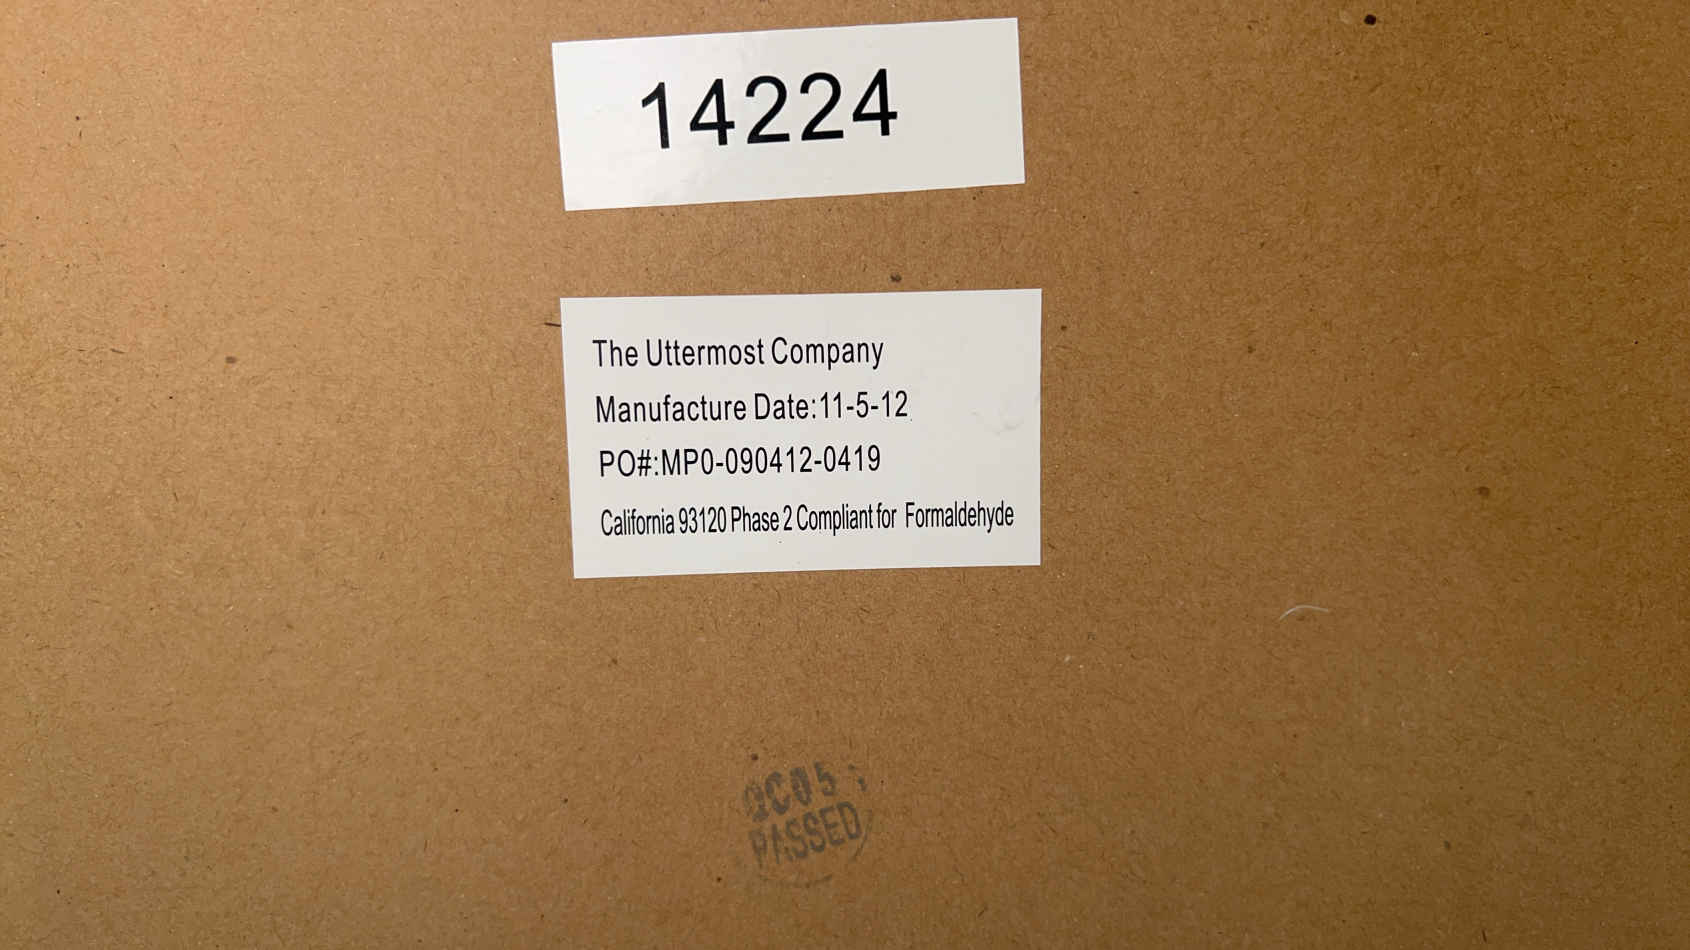 14224
The Uttermost Company
Manufacture Date:11-5-12
PO#:MP0-090412-0419
California 93120 Phase 2 Compliant for Formaldehyde
QC05
PASSED